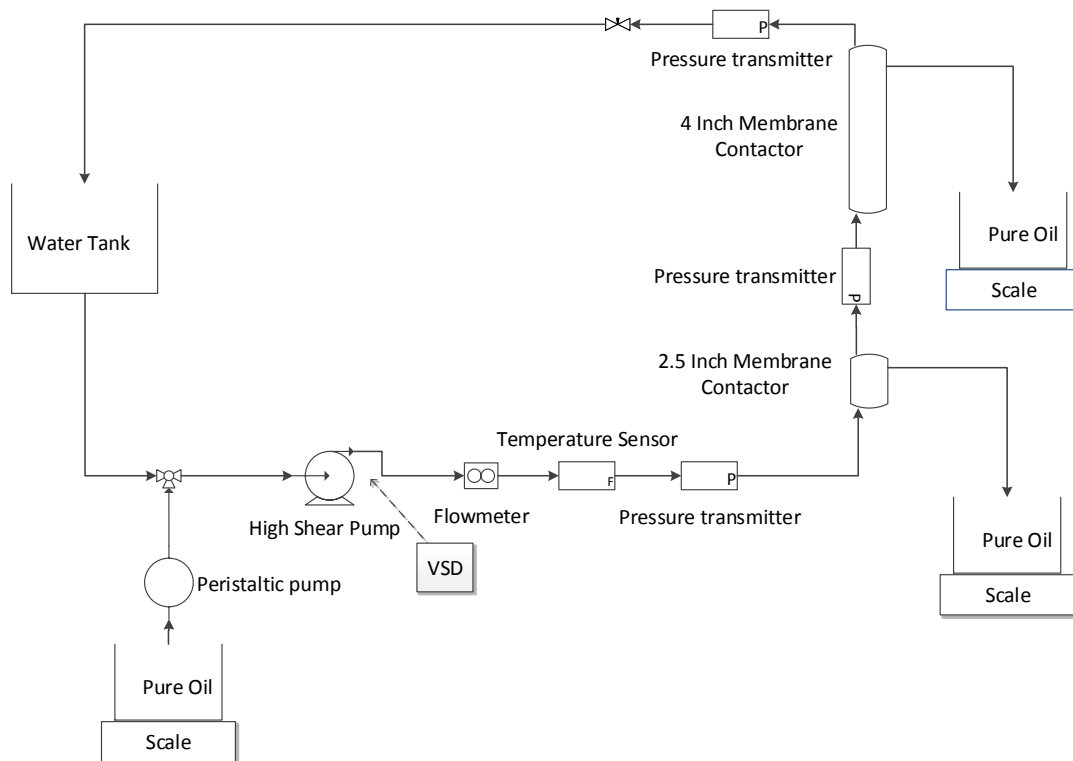 P
Pressure transmitter
4 Inch Membrane
Contactor
Water Tank
Pure Oil
Scale
Pressure transmitter
P
2.5 Inch Membrane
Contactor
Temperature Sensor
F
P
Flowmeter
Pressure transmitter
High Shear Pump
VSD
Pure Oil
Scale
Peristaltic pump
Pure Oil
Scale